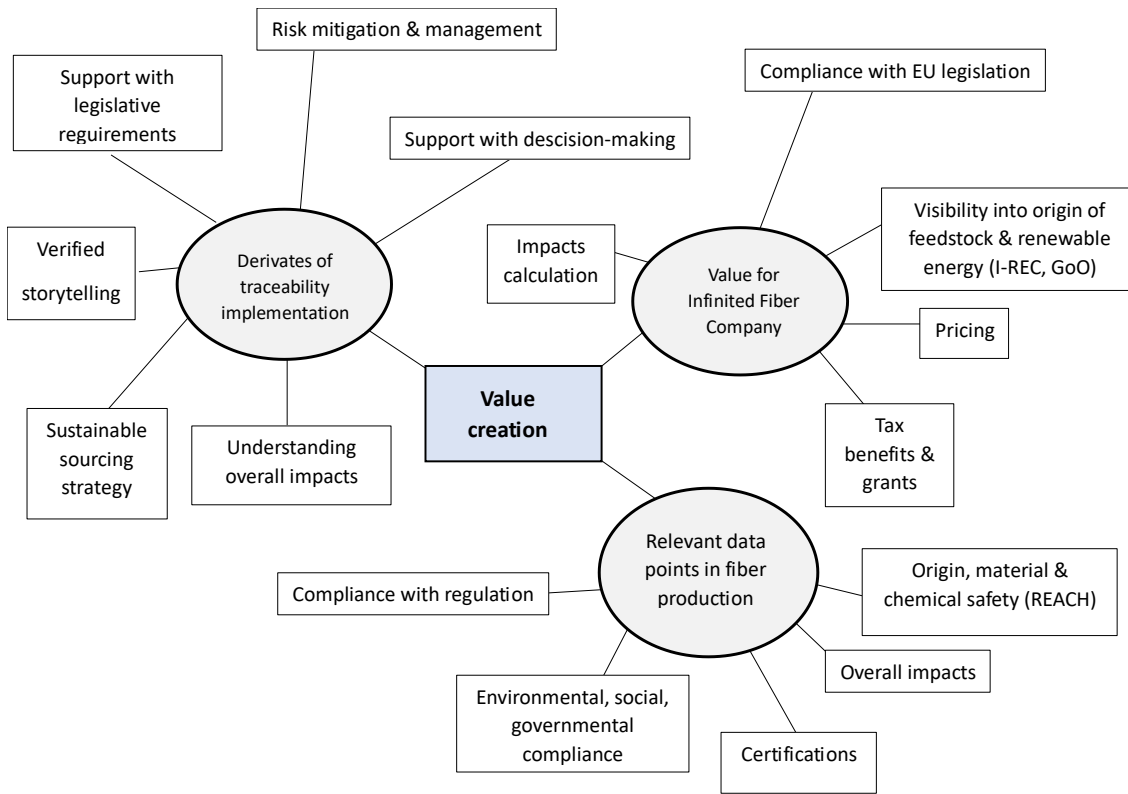 Risk mitigation & management
Support with
legislative
reguirements
Support with descision-making
Verified
storytelling
Derivates of
traceability
implementation
Sustainable
sourcing
strategy
Understanding
overall impacts
Value
creation
Compliance with EU legislation
Impacts
calculation
Value for
Infinited Fiber
Company
Visibility into origin of
feedstock & renewable
energy (I-REC, GoO)
Pricing
Tax
benefits &
grants
Relevant data
points in fiber
production
Compliance with regulation
Origin, material &
chemical safety (REACH)
Overall impacts
Environmental, social,
governmental
compliance
Certifications